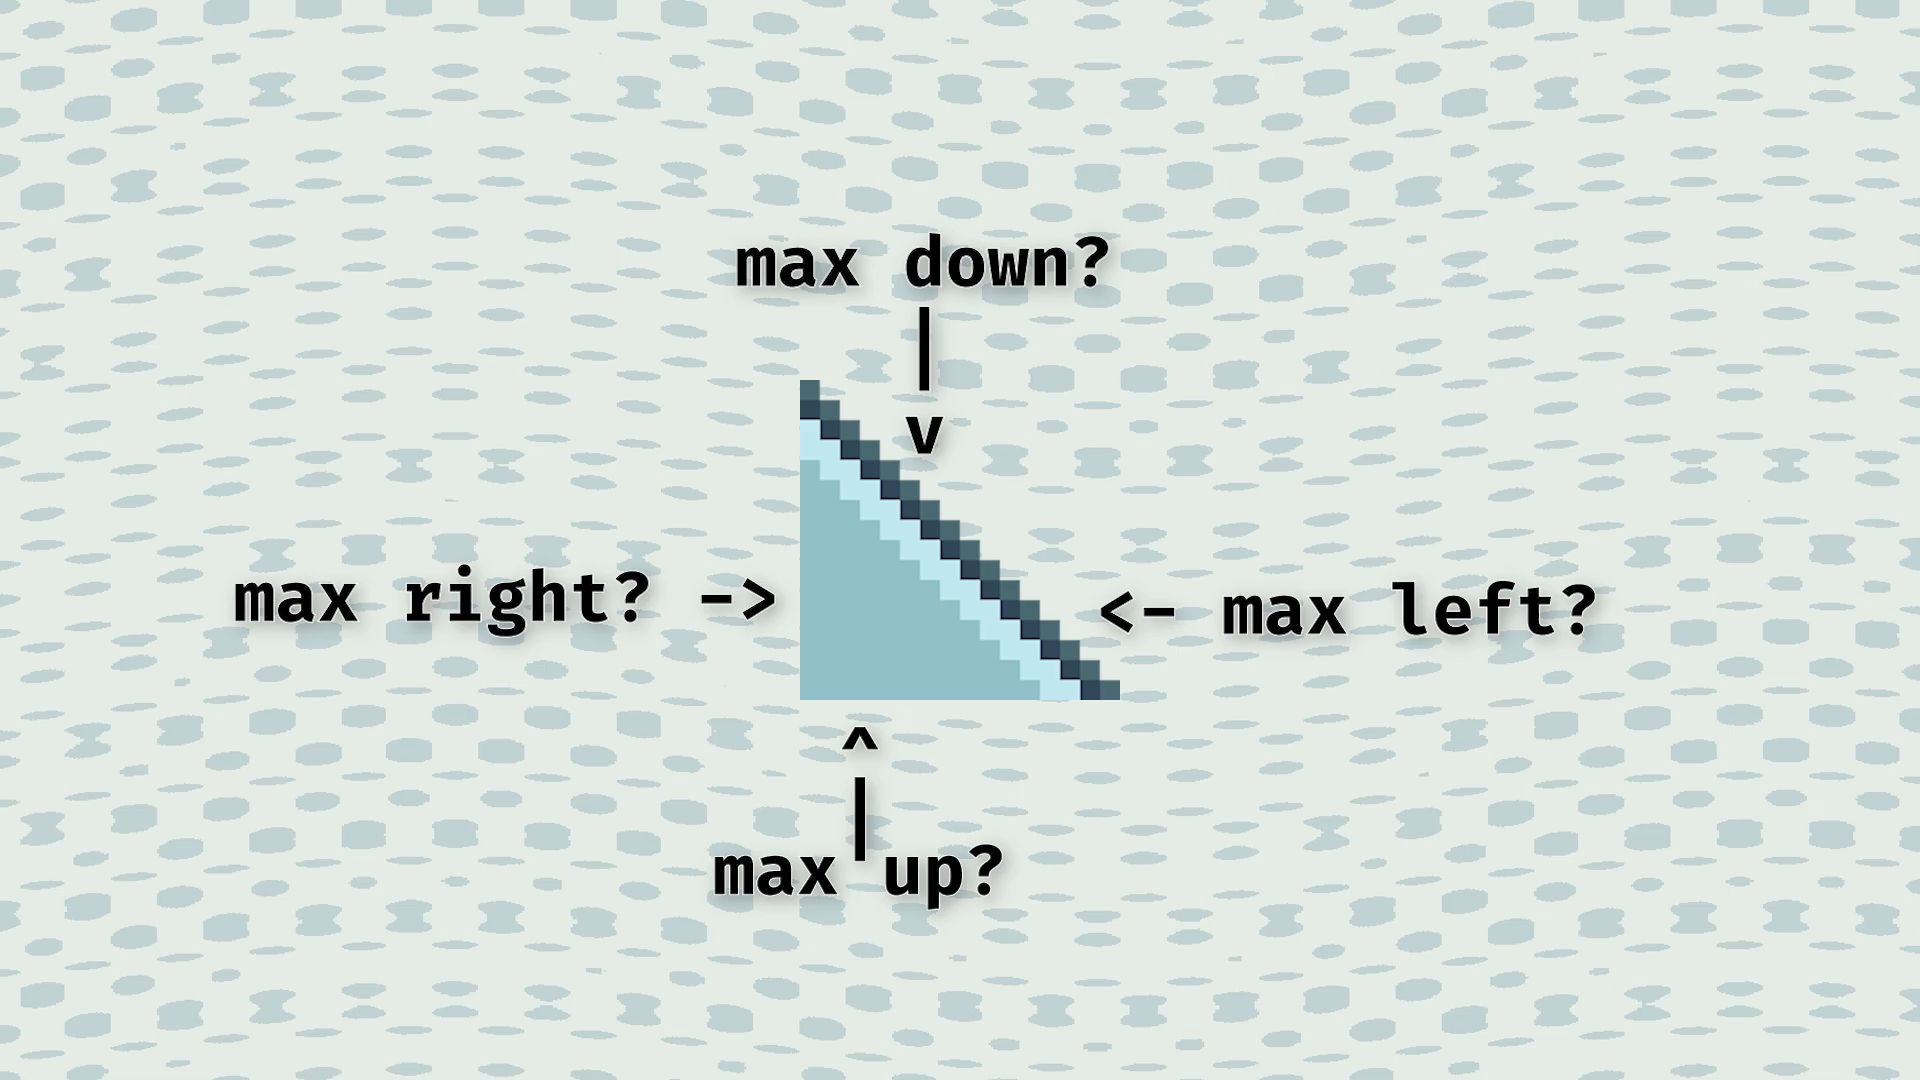 max down?
|
v
max right? ->
<- max left?
^
|
max up?